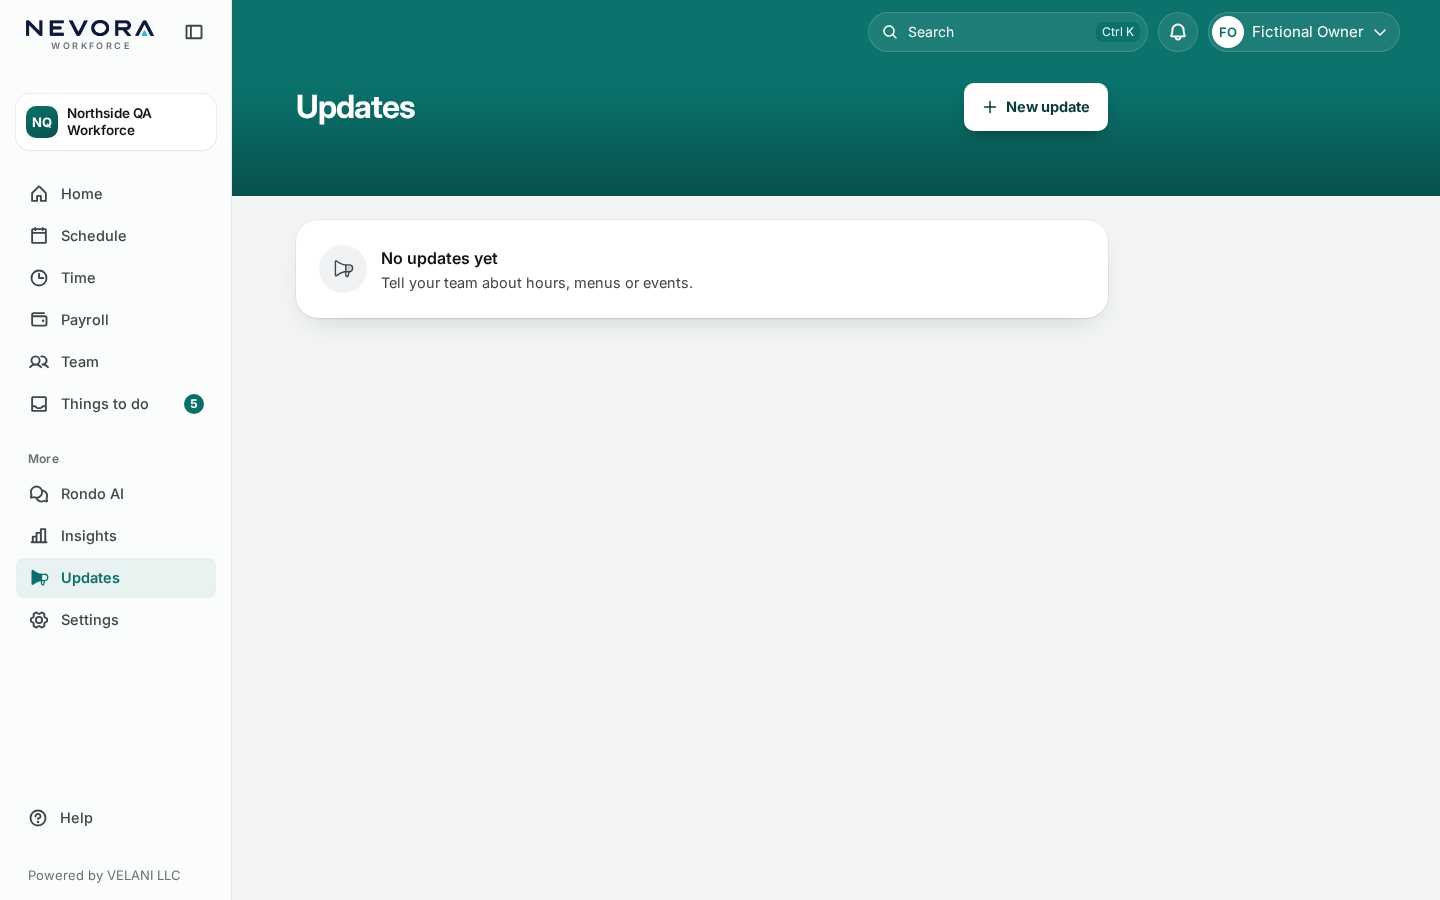 NEVORA
WORKFORCE
Search
Ctrl K
FO
Fictional Owner
NQ
Northside QA
Workforce
Updates
New update
Home
Schedule
Time
Payroll
Team
Things to do
5
More
Rondo AI
Insights
Updates
Settings
No updates yet
Tell your team about hours, menus or events.
Help
Powered by VELANI LLC